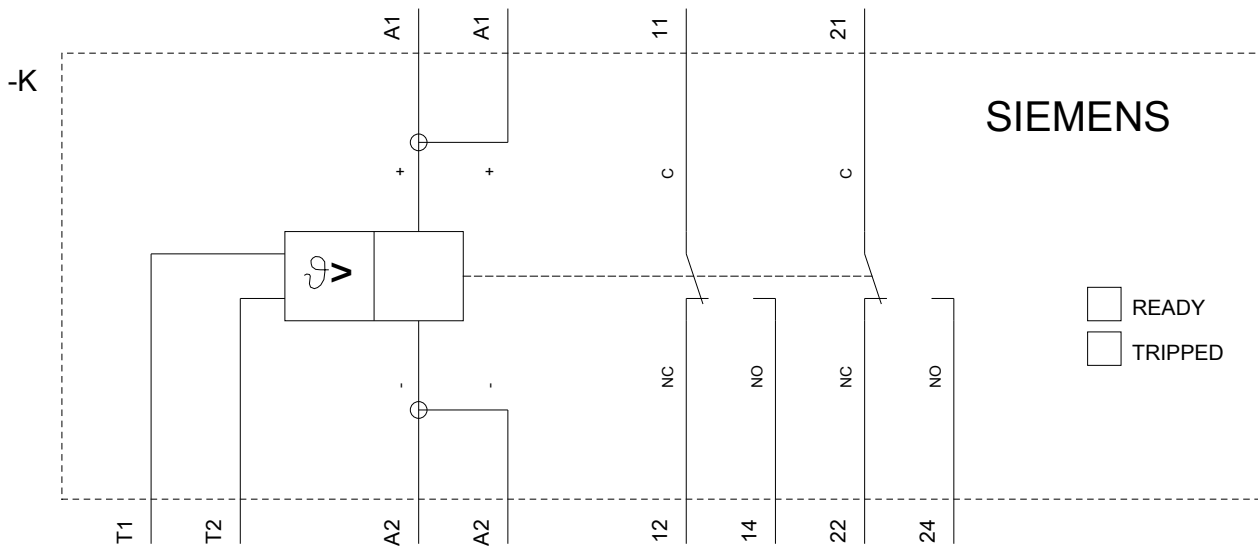 A1
A1
11
21
-K
SIEMENS
+
+
C
C
ϑ>
READY
TRIPPED
-
-
NC
NO
NC
NO
T1
T2
A2
A2
12
14
22
24